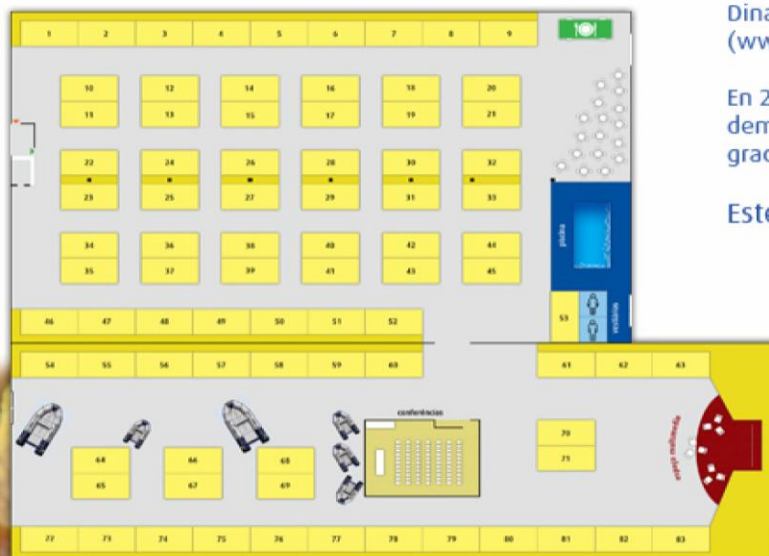 1 2 3 4 5 6 7 8 9
10 12 14 16 18 20
11 13 15 17 19 21
22 24 26 28 30 32
23 25 27 29 31 33
34 36 38 40 42 44
35 37 39 41 43 45
piscina
46 47 48 49 50 51 52
53
vestiários
54 55 56 57 58 59 60
61 62 63
conferências
64 66 68
65 67 69
70
71
espaço
72 73 74 75 76 77 78 79 80 81 82 83
Dina
(ww
En 2
dem
grac
Este